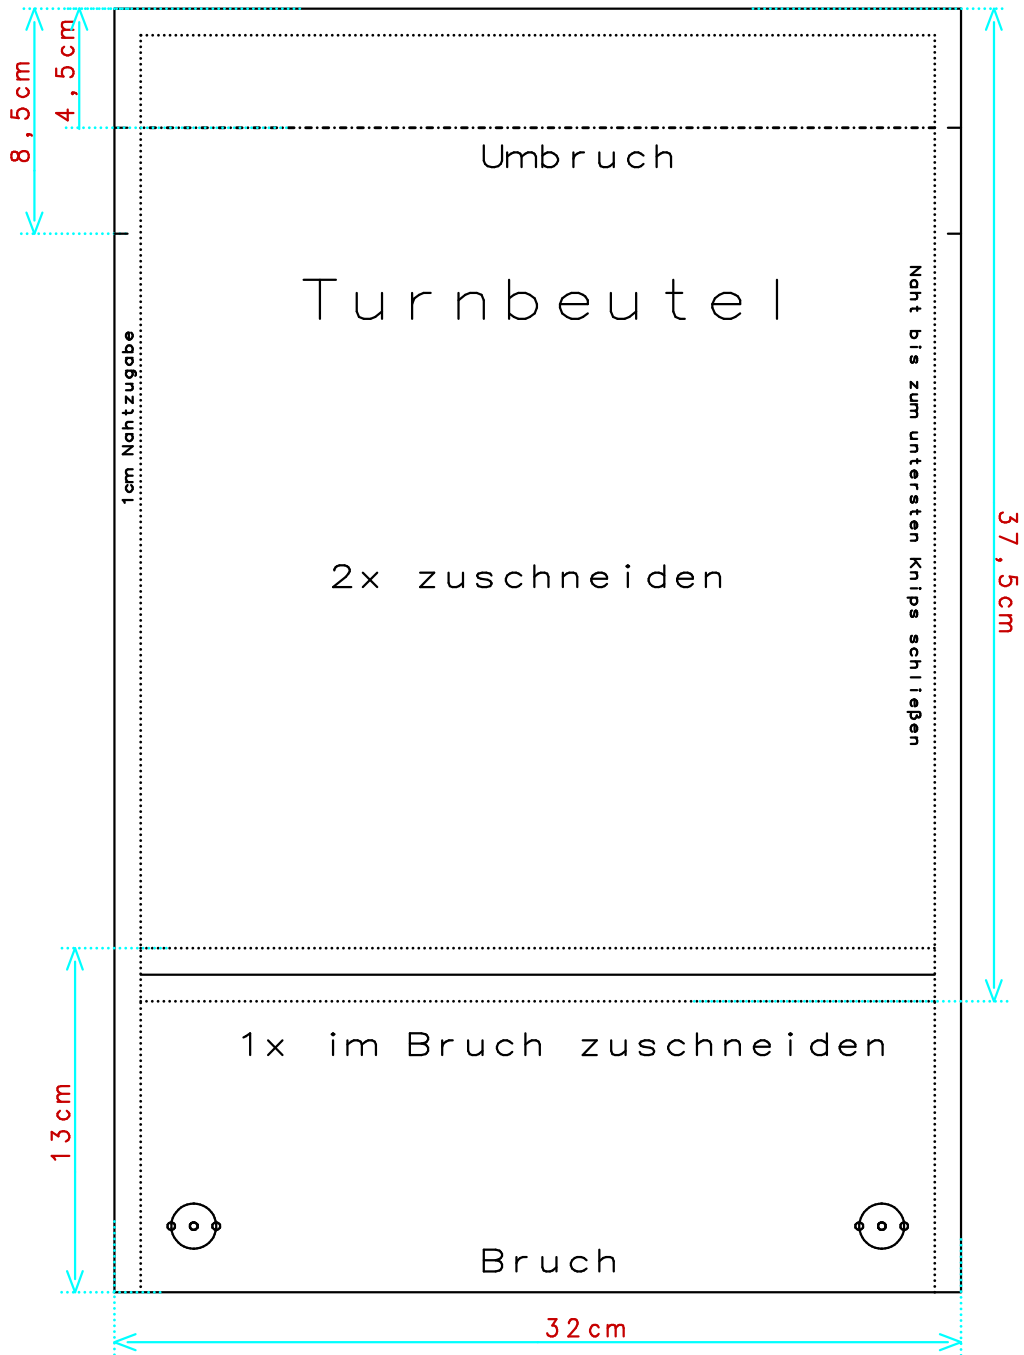 4,5cm
8,5cm
Umbruch
Turnbeutel
Naht bis zum untersten Knips schließen
1cm Nahtzugabe
37,5cm
2x zuschneiden
1x im Bruch zuschneiden
13cm
Bruch
32cm